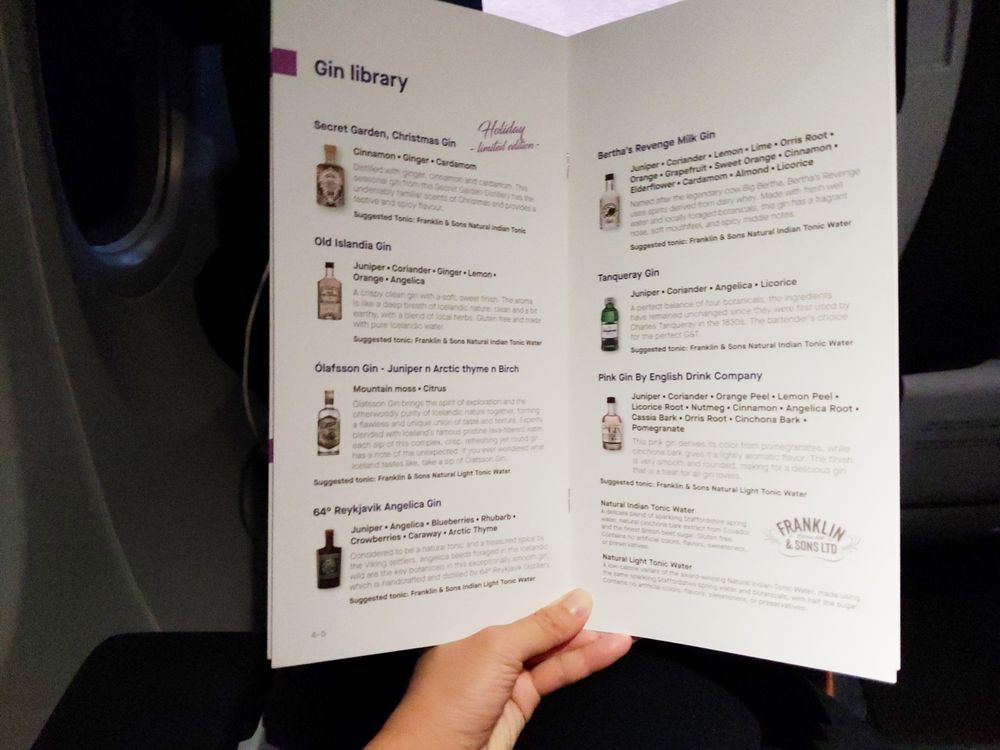 Gin library
Secret Garden, Christmas Gin
Holiday
- limited edition -
Cinnamon • Ginger • Cardamom
Distilled with ginger, cinnamon and cardamom. This
seasonal gin from the Secret Garden Distillery has the
undeniably familiar scents of Christmas and provides a
festive and spicy flavour.
Suggested Tonic: Franklin & Sons Natural Indian Tonic
Old Islandia Gin
Juniper • Coriander • Ginger • Lemon •
Orange • Angelica
A crispy clean gin with a soft, sweet finish. The aroma
is like a deep breath of Icelandic nature: clean and a bit
earthy, with a blend of local herbs. Gluten free and made
with pure Icelandic water.
Suggested tonic: Franklin & Sons Natural Indian Tonic Water
Ólafsson Gin - Juniper n Arctic thyme n Birch
Mountain moss • Citrus
Ólafsson Gin brings the spirit of exploration and the
otherworldly purity of Icelandic nature together, forming
a flawless and unique union of taste and texture. Expertly
blended with Iceland's famous pristine lava-filtered water,
each sip of this complex, crisp, refreshing yet round gin
has a note of the unexpected. If you ever wondered what
Iceland tastes like, take a sip of Ólafsson Gin.
Suggested tonic: Franklin & Sons Natural Light Tonic Water
64° Reykjavik Angelica Gin
Juniper • Angelica • Blueberries • Rhubarb •
Crowberries • Caraway • Arctic Thyme
Considered to be a natural tonic and a treasured spice by
the Viking settlers, angelica seeds foraged in the Icelandic
wild are the key botanicals in this exceptionally smooth gin,
which is handcrafted and distilled by 64° Reykjavik Distillery.
Suggested tonic: Franklin & Sons Indian Light Tonic Water
4-5
Bertha's Revenge Milk Gin
Juniper • Coriander • Lemon • Lime • Orris Root •
Orange • Grapefruit • Sweet Orange • Cinnamon •
Elderflower • Cardamom • Almond • Licorice
Named after the legendary cow Big Bertha, Bertha's Revenge
uses spirits derived from dairy whey. Made with fresh well
water and locally foraged botanicals, this gin has a fragrant
nose, soft mouthfeel, and spicy middle notes.
Suggested tonic: Franklin & Sons Natural Indian Tonic Water
Tanqueray Gin
Juniper • Coriander • Angelica • Licorice
A perfect balance of four botanicals, the ingredients
have remained unchanged since they were first used by
Charles Tanqueray in the 1830s. The bartender's choice
for the perfect G&T.
Suggested tonic: Franklin & Sons Natural Indian Tonic Water
Pink Gin By English Drink Company
Juniper • Coriander • Orange Peel • Lemon Peel •
Licorice Root • Nutmeg • Cinnamon • Angelica Root •
Cassia Bark • Orris Root • Cinchona Bark •
Pomegranate
This pink gin derives its color from pomegranates, while
cinchona bark gives it a lightly aromatic flavor. The finish
is very smooth and rounded, making for a delicious gin
that is a treat for all gin lovers.
Suggested tonic: Franklin & Sons Natural Light Tonic Water
Natural Indian Tonic Water
A delicate blend of sparkling Staffordshire spring
water, natural cinchona bark extract from Ecuador
and the finest British beet sugar. Gluten free.
Contains no artificial colors, flavors, sweeteners,
or preservatives.
FRANKLIN
& SONS LTD
Natural Light Tonic Water
A low calorie variant of the award-winning Natural Indian Tonic Water, made using
the same sparkling Staffordshire spring water and botanicals, with half the sugar.
Contains no artificial colors, flavors, sweeteners, or preservatives.